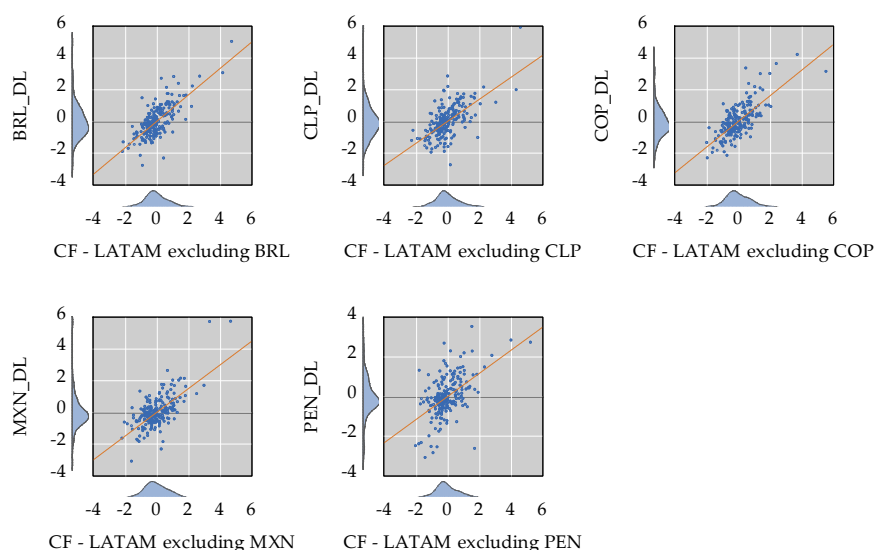 6
4
2
0
-2
-4
BRL_DL
-4 -2 0 2 4 6
CF - LATAM excluding BRL
6
4
2
0
-2
-4
CLP_DL
-4 -2 0 2 4 6
CF - LATAM excluding CLP
6
4
2
0
-2
-4
COP_DL
-4 -2 0 2 4 6
CF - LATAM excluding COP
6
4
2
0
-2
-4
MXN_DL
-4 -2 0 2 4 6
CF - LATAM excluding MXN
4
2
0
-2
-4
PEN_DL
-4 -2 0 2 4 6
CF - LATAM excluding PEN